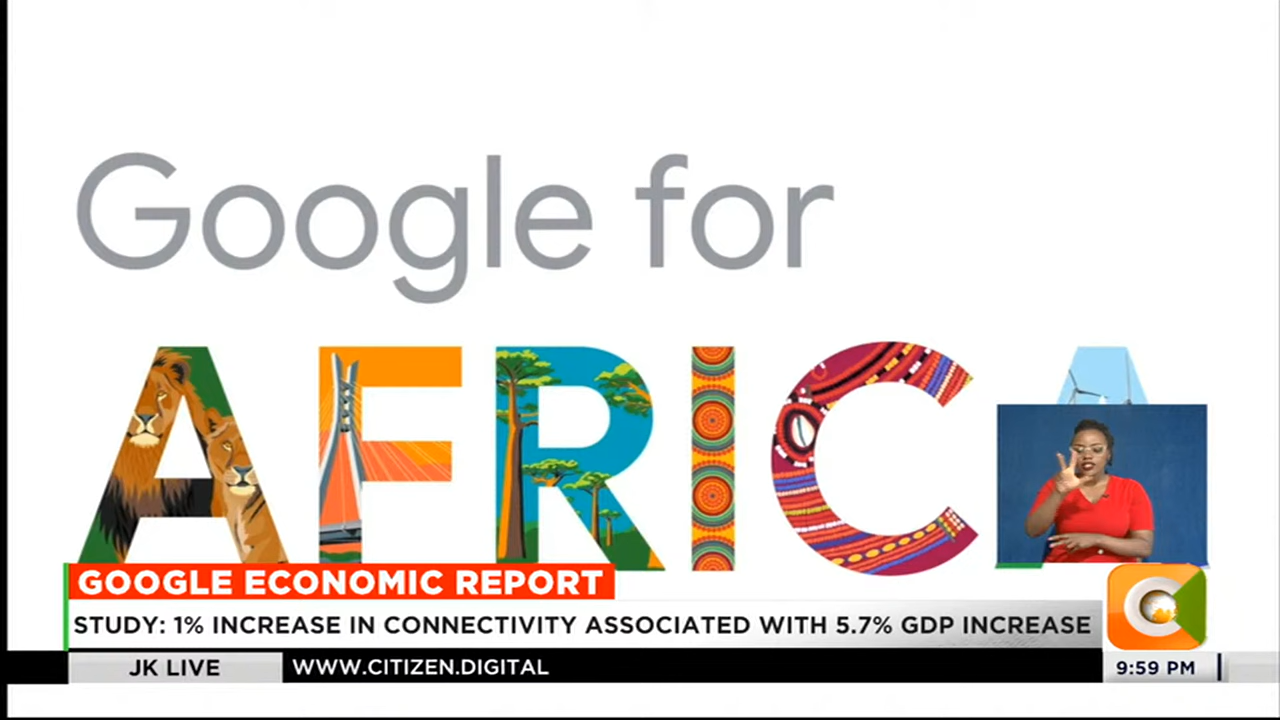 Google for
AFRICA
GOOGLE ECONOMIC REPORT
STUDY: 1% INCREASE IN CONNECTIVITY ASSOCIATED WITH 5.7% GDP INCREASE
JK LIVE
WWW.CITIZEN.DIGITAL
9:59 PM